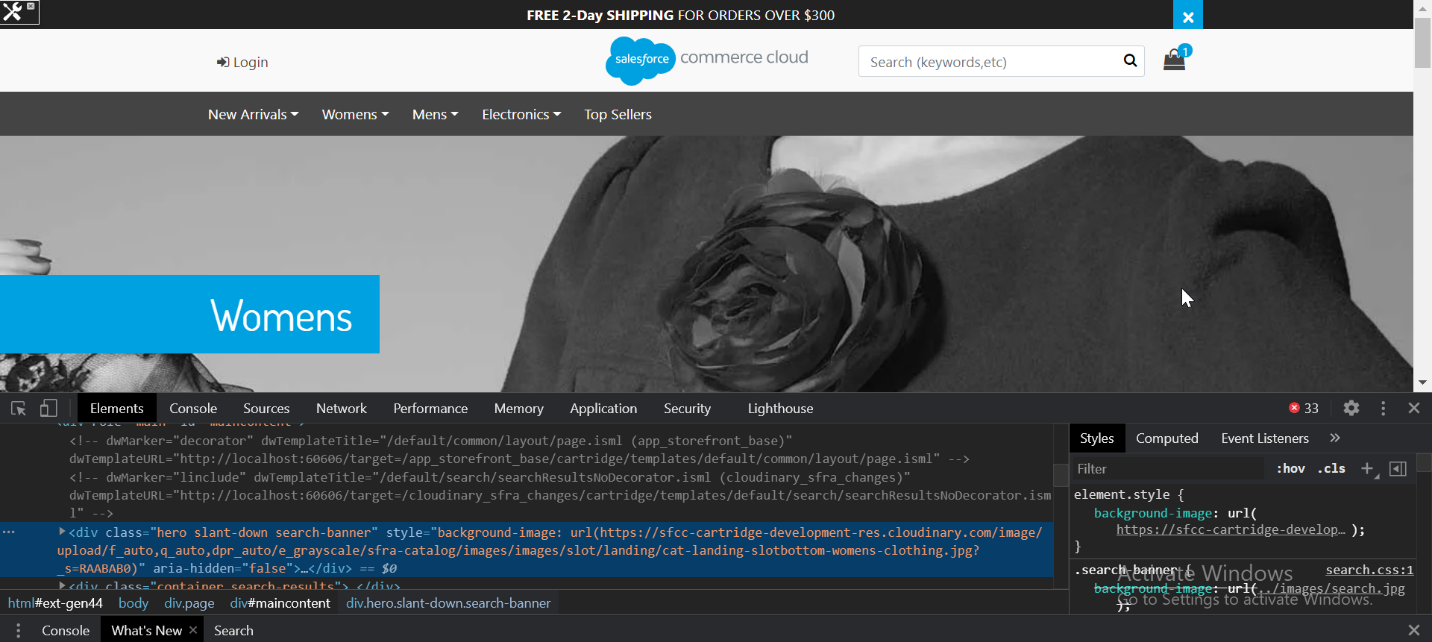 FREE 2-Day SHIPPING FOR ORDERS OVER $300
Login
salesforce commerce cloud
Search (keywords,etc)
1
New Arrivals Womens Mens Electronics Top Sellers
Womens
Elements Console Sources Network Performance Memory Application Security Lighthouse 33
<!-- dwMarker="decorator" dwTemplateTitle="/default/common/layout/page.isml (app_storefront_base)"
dwTemplateURL="http://localhost:60606/target=/app_storefront_base/cartridge/templates/default/common/layout/page.isml" -->
<!-- dwMarker="linclude" dwTemplateTitle="/default/search/searchResultsNoDecorator.isml (cloudinary_sfra_changes)"
dwTemplateURL="http://localhost:60606/target=/cloudinary_sfra_changes/cartridge/templates/default/search/searchResultsNoDecorator.ism
l" -->
<div class="hero slant-down search-banner" style="background-image: url(https://sfcc-cartridge-development-res.cloudinary.com/image/
upload/f_auto,q_auto,dpr_auto/e_grayscale/sfra-catalog/images/images/slot/landing/cat-landing-slotbottom-womens-clothing.jpg?
_s=RAABAB0)" aria-hidden="false">…</div> == $0
<div class="container search-results">…</div>
html#ext-gen44 body div.page div#maincontent div.hero.slant-down.search-banner
Styles Computed Event Listeners »
Filter :hov .cls
element.style {
background-image: url(
https://sfcc-cartridge-develop… );
}
.search-banner { search.css:1
background-image: url(../images/search.jpg
);
Activate Windows
Go to Settings to activate Windows.
Console What's New Search